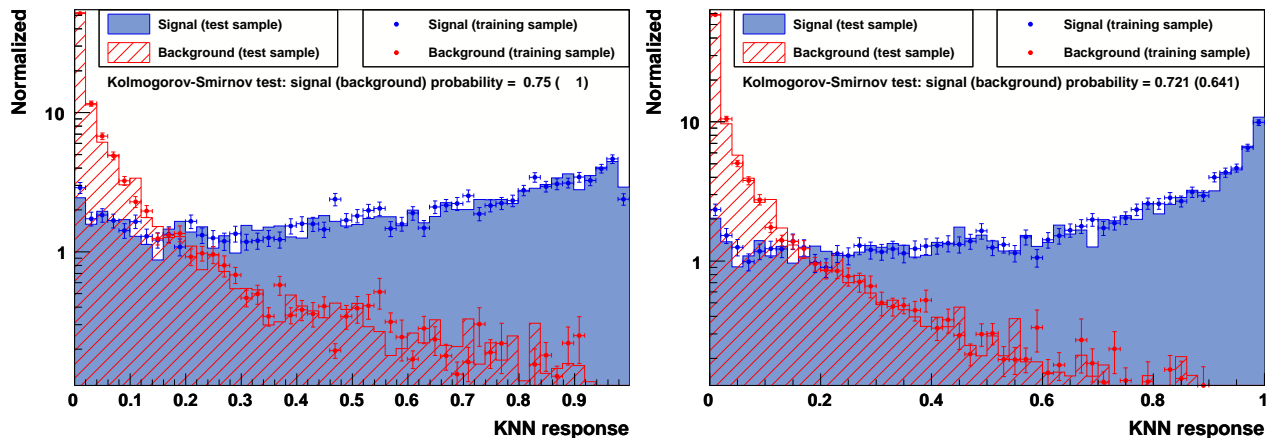 Normalized
Signal (test sample)
Background (test sample)
Signal (training sample)
Background (training sample)
Kolmogorov-Smirnov test: signal (background) probability = 0.75 ( 1)
10
1
0 0.1 0.2 0.3 0.4 0.5 0.6 0.7 0.8 0.9
KNN response
Normalized
Signal (test sample)
Background (test sample)
Signal (training sample)
Background (training sample)
Kolmogorov-Smirnov test: signal (background) probability = 0.721 (0.641)
10
1
0 0.2 0.4 0.6 0.8 1
KNN response